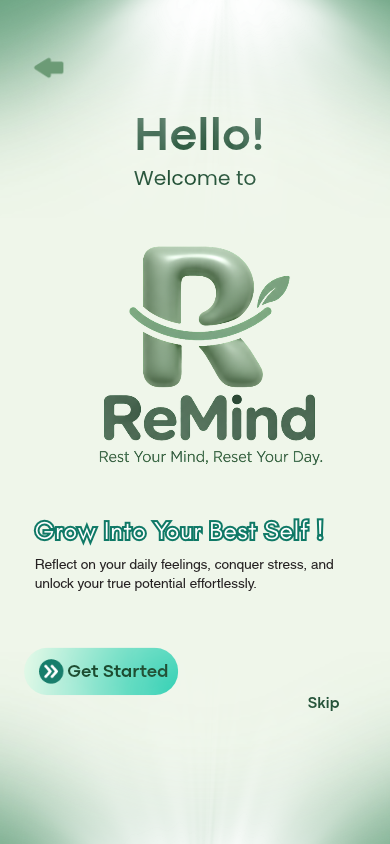 Hello!
Welcome to
R
ReMind
Rest Your Mind, Reset Your Day.
Grow Into Your Best Self !
Reflect on your daily feelings, conquer stress, and
unlock your true potential effortlessly.
Get Started
Skip